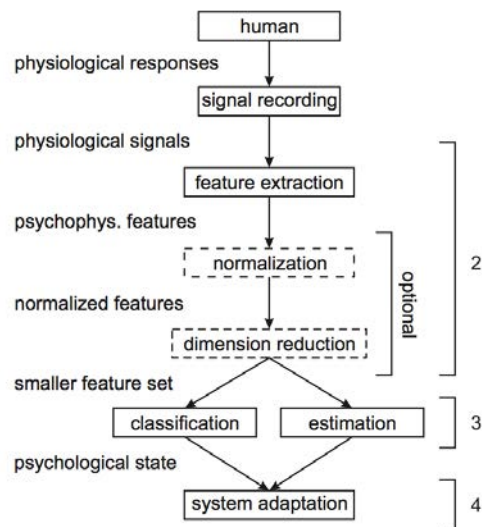 human
physiological responses
signal recording
physiological signals
feature extraction
psychophys. features
normalization
optional
2
normalized features
dimension reduction
smaller feature set
classification
estimation
3
psychological state
system adaptation
4